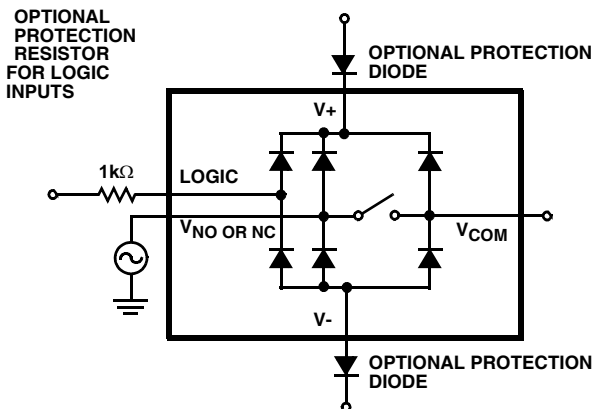 OPTIONAL
PROTECTION
RESISTOR
FOR LOGIC
INPUTS
OPTIONAL PROTECTION
DIODE
V+
1kΩ
LOGIC
VNO OR NC
VCOM
V-
OPTIONAL PROTECTION
DIODE